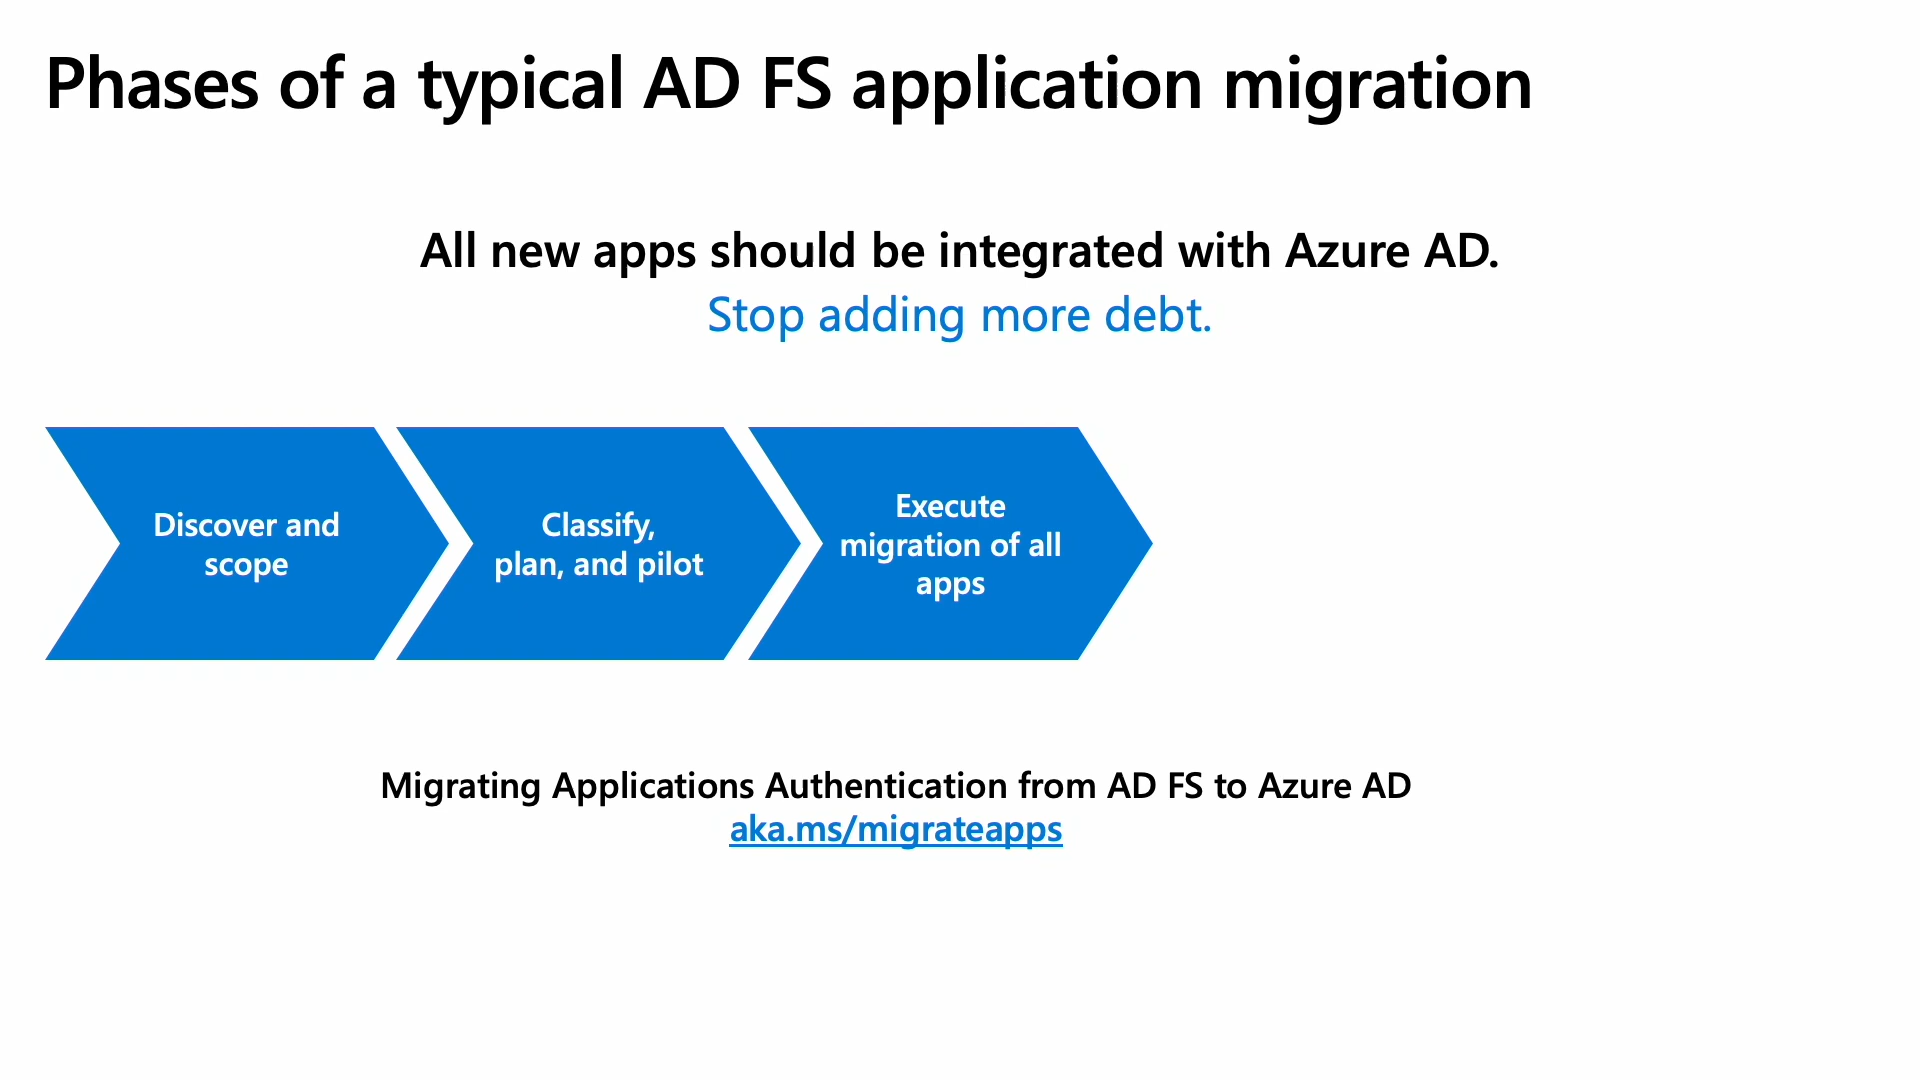 Phases of a typical AD FS application migration
All new apps should be integrated with Azure AD.
Stop adding more debt.
Discover and
scope
Classify,
plan, and pilot
Execute
migration of all
apps
Migrating Applications Authentication from AD FS to Azure AD
aka.ms/migrateapps